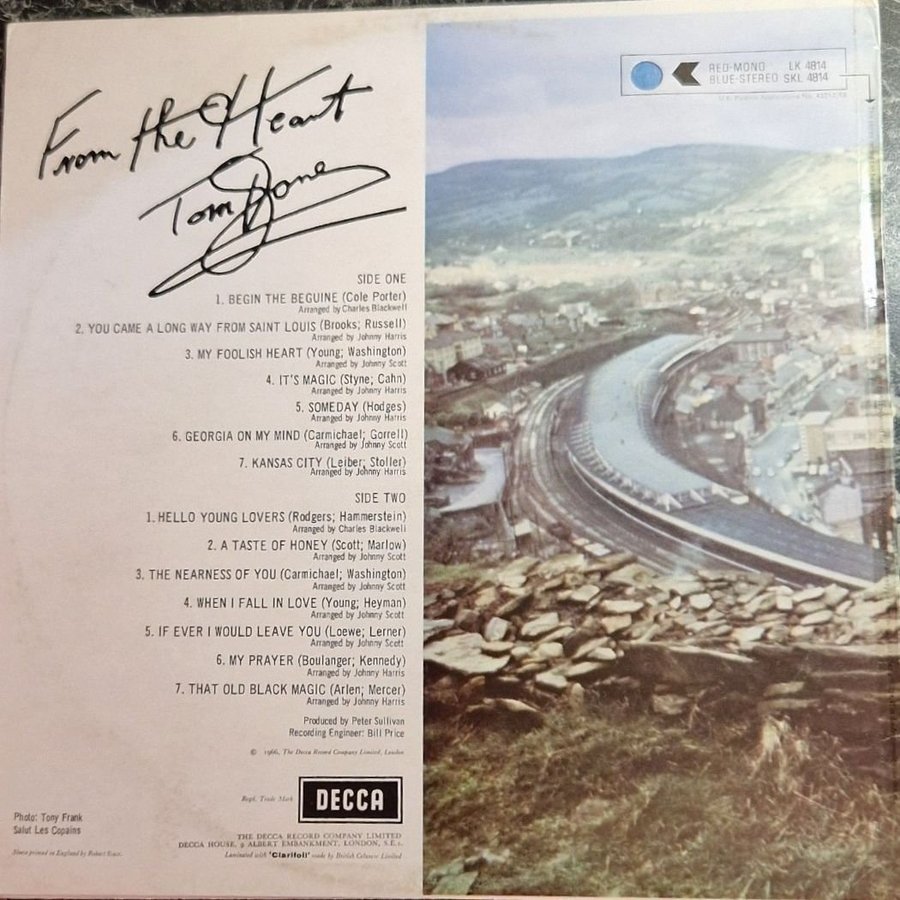 From the Heart
Tom Jones
RED-MONO LK 4814
BLUE-STEREO SKL 4814
SIDE ONE
1. BEGIN THE BEGUINE (Cole Porter)
Arranged by Charles Blackwell
2. YOU CAME A LONG WAY FROM SAINT LOUIS (Brooks; Russell)
Arranged by Johnny Harris
3. MY FOOLISH HEART (Young; Washington)
Arranged by Johnny Scott
4. IT'S MAGIC (Styne; Cahn)
Arranged by Johnny Harris
5. SOMEDAY (Hodges)
Arranged by Johnny Harris
6. GEORGIA ON MY MIND (Carmichael; Gorrell)
Arranged by Johnny Scott
7. KANSAS CITY (Leiber; Stoller)
Arranged by Johnny Harris
SIDE TWO
1. HELLO YOUNG LOVERS (Rodgers; Hammerstein)
Arranged by Charles Blackwell
2. A TASTE OF HONEY (Scott; Marlow)
Arranged by Johnny Scott
3. THE NEARNESS OF YOU (Carmichael; Washington)
Arranged by Johnny Scott
4. WHEN I FALL IN LOVE (Young; Heyman)
Arranged by Johnny Scott
5. IF EVER I WOULD LEAVE YOU (Loewe; Lerner)
Arranged by Johnny Scott
6. MY PRAYER (Boulanger; Kennedy)
Arranged by Johnny Harris
7. THAT OLD BLACK MAGIC (Arlen; Mercer)
Arranged by Johnny Harris
Produced by Peter Sullivan
Recording Engineer: Bill Price
© 1966, The Decca Record Company Limited, London
Regd. Trade Mark
DECCA
Photo: Tony Frank
Salut Les Copains
THE DECCA RECORD COMPANY LIMITED
DECCA HOUSE, 9 ALBERT EMBANKMENT, LONDON, S.E.1.
Laminated with 'Clarifoil' made by British Celanese Limited
Sleeve printed in England by Robert